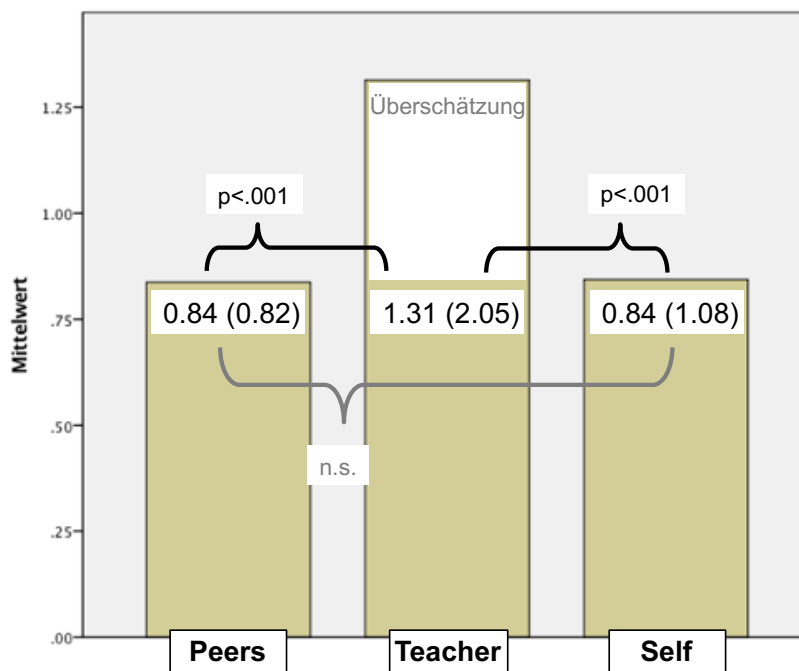 Mittelwert
1.25
1.00
.75
.50
.25
.00
Überschätzung
p<.001
p<.001
0.84 (0.82)
1.31 (2.05)
0.84 (1.08)
n.s.
Peers
Teacher
Self